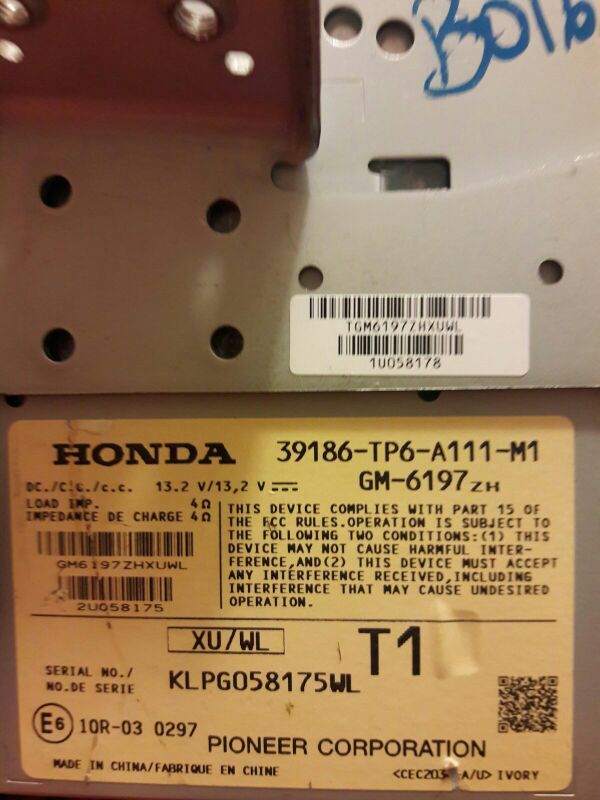 TGM6197ZHXUWL
1U058178
HONDA 39186-TP6-A111-M1
GM-6197ZH
DC./C.C./c.c. 13.2 V/13,2 V
LOAD IMP. 4Ω
IMPEDANCE DE CHARGE 4Ω
GM6197ZHXUWL
2U058175
THIS DEVICE COMPLIES WITH PART 15 OF
THE FCC RULES.OPERATION IS SUBJECT TO
THE FOLLOWING TWO CONDITIONS:(1) THIS
DEVICE MAY NOT CAUSE HARMFUL INTER-
FERENCE,AND(2) THIS DEVICE MUST ACCEPT
ANY INTERFERENCE RECEIVED,INCLUDING
INTERFERENCE THAT MAY CAUSE UNDESIRED
OPERATION.
XU/WL T1
SERIAL NO./
NO.DE SERIE
KLPG058175WL
E6 10R-03 0297
PIONEER CORPORATION
MADE IN CHINA/FABRIQUE EN CHINE
A/U> IVORY